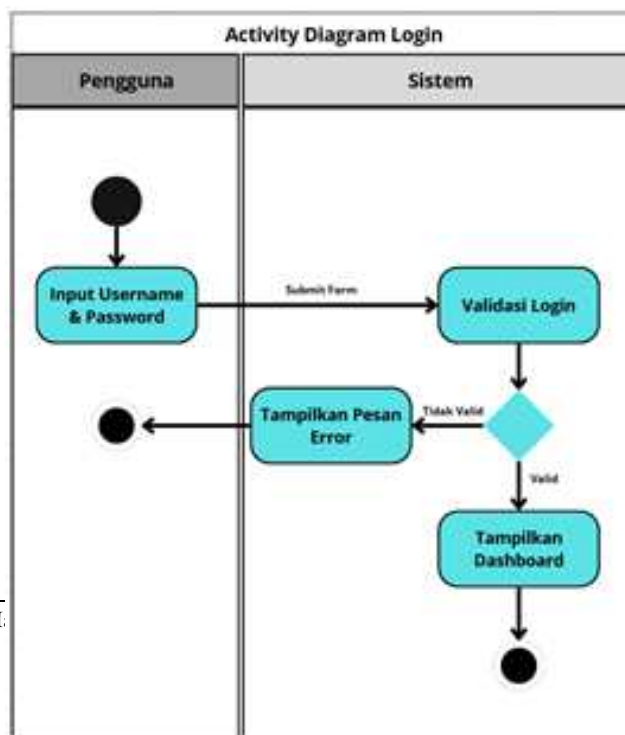 Activity Diagram Login
Pengguna
Sistem
Input Username
& Password
Submit Form
Validasi Login
Tampilkan Pesan
Error
Tidak Valid
Valid
Tampilkan
Dashboard